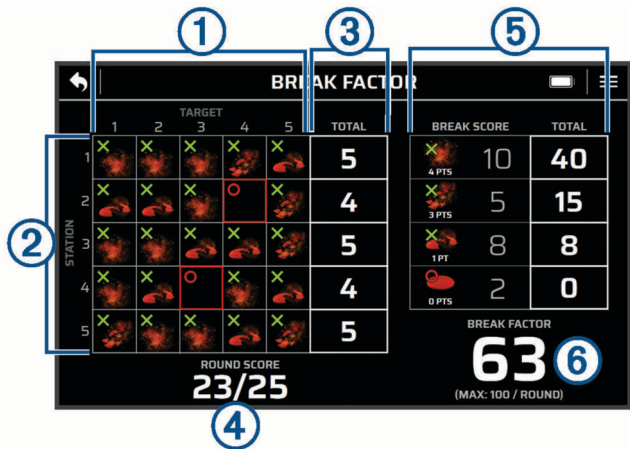 1 3 5
BREAK FACTOR
TARGET
1 2 3 4 5 TOTAL
BREAK SCORE TOTAL
1 5
4 PTS 10 40
2 4
3 PTS 5 15
2 STATION 3 5
1 PT 8 8
4 4
0 PTS 2 0
5 5
ROUND SCORE
23/25
4
BREAK FACTOR
63 6
(MAX: 100 / ROUND)